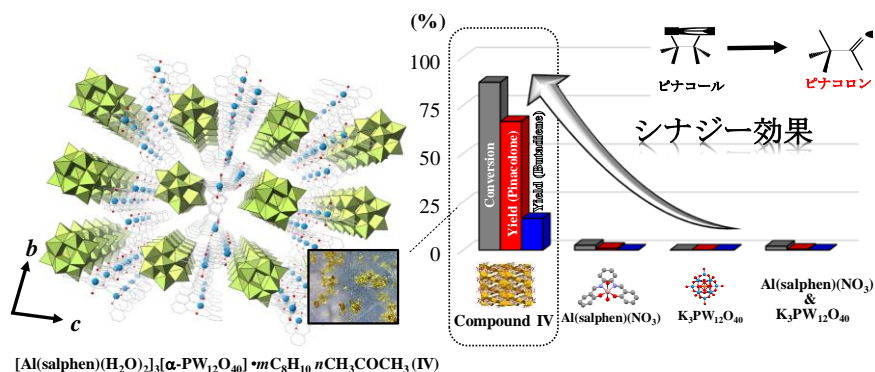 (%)
100
75
50
25
0
Conversion
Yield (Pinacolone)
Yield (Butadiene)
ピナコール
ピナコロン
シナジー効果
b
c
Compound IV
Al(salphen)(NO₃)
K₃PW₁₂O₄₀
Al(salphen)(NO₃)
&
K₃PW₁₂O₄₀
[Al(salphen)(H₂O)₂]₃[α-PW₁₂O₄₀] •mC₈H₁₀ nCH₃COCH₃ (IV)